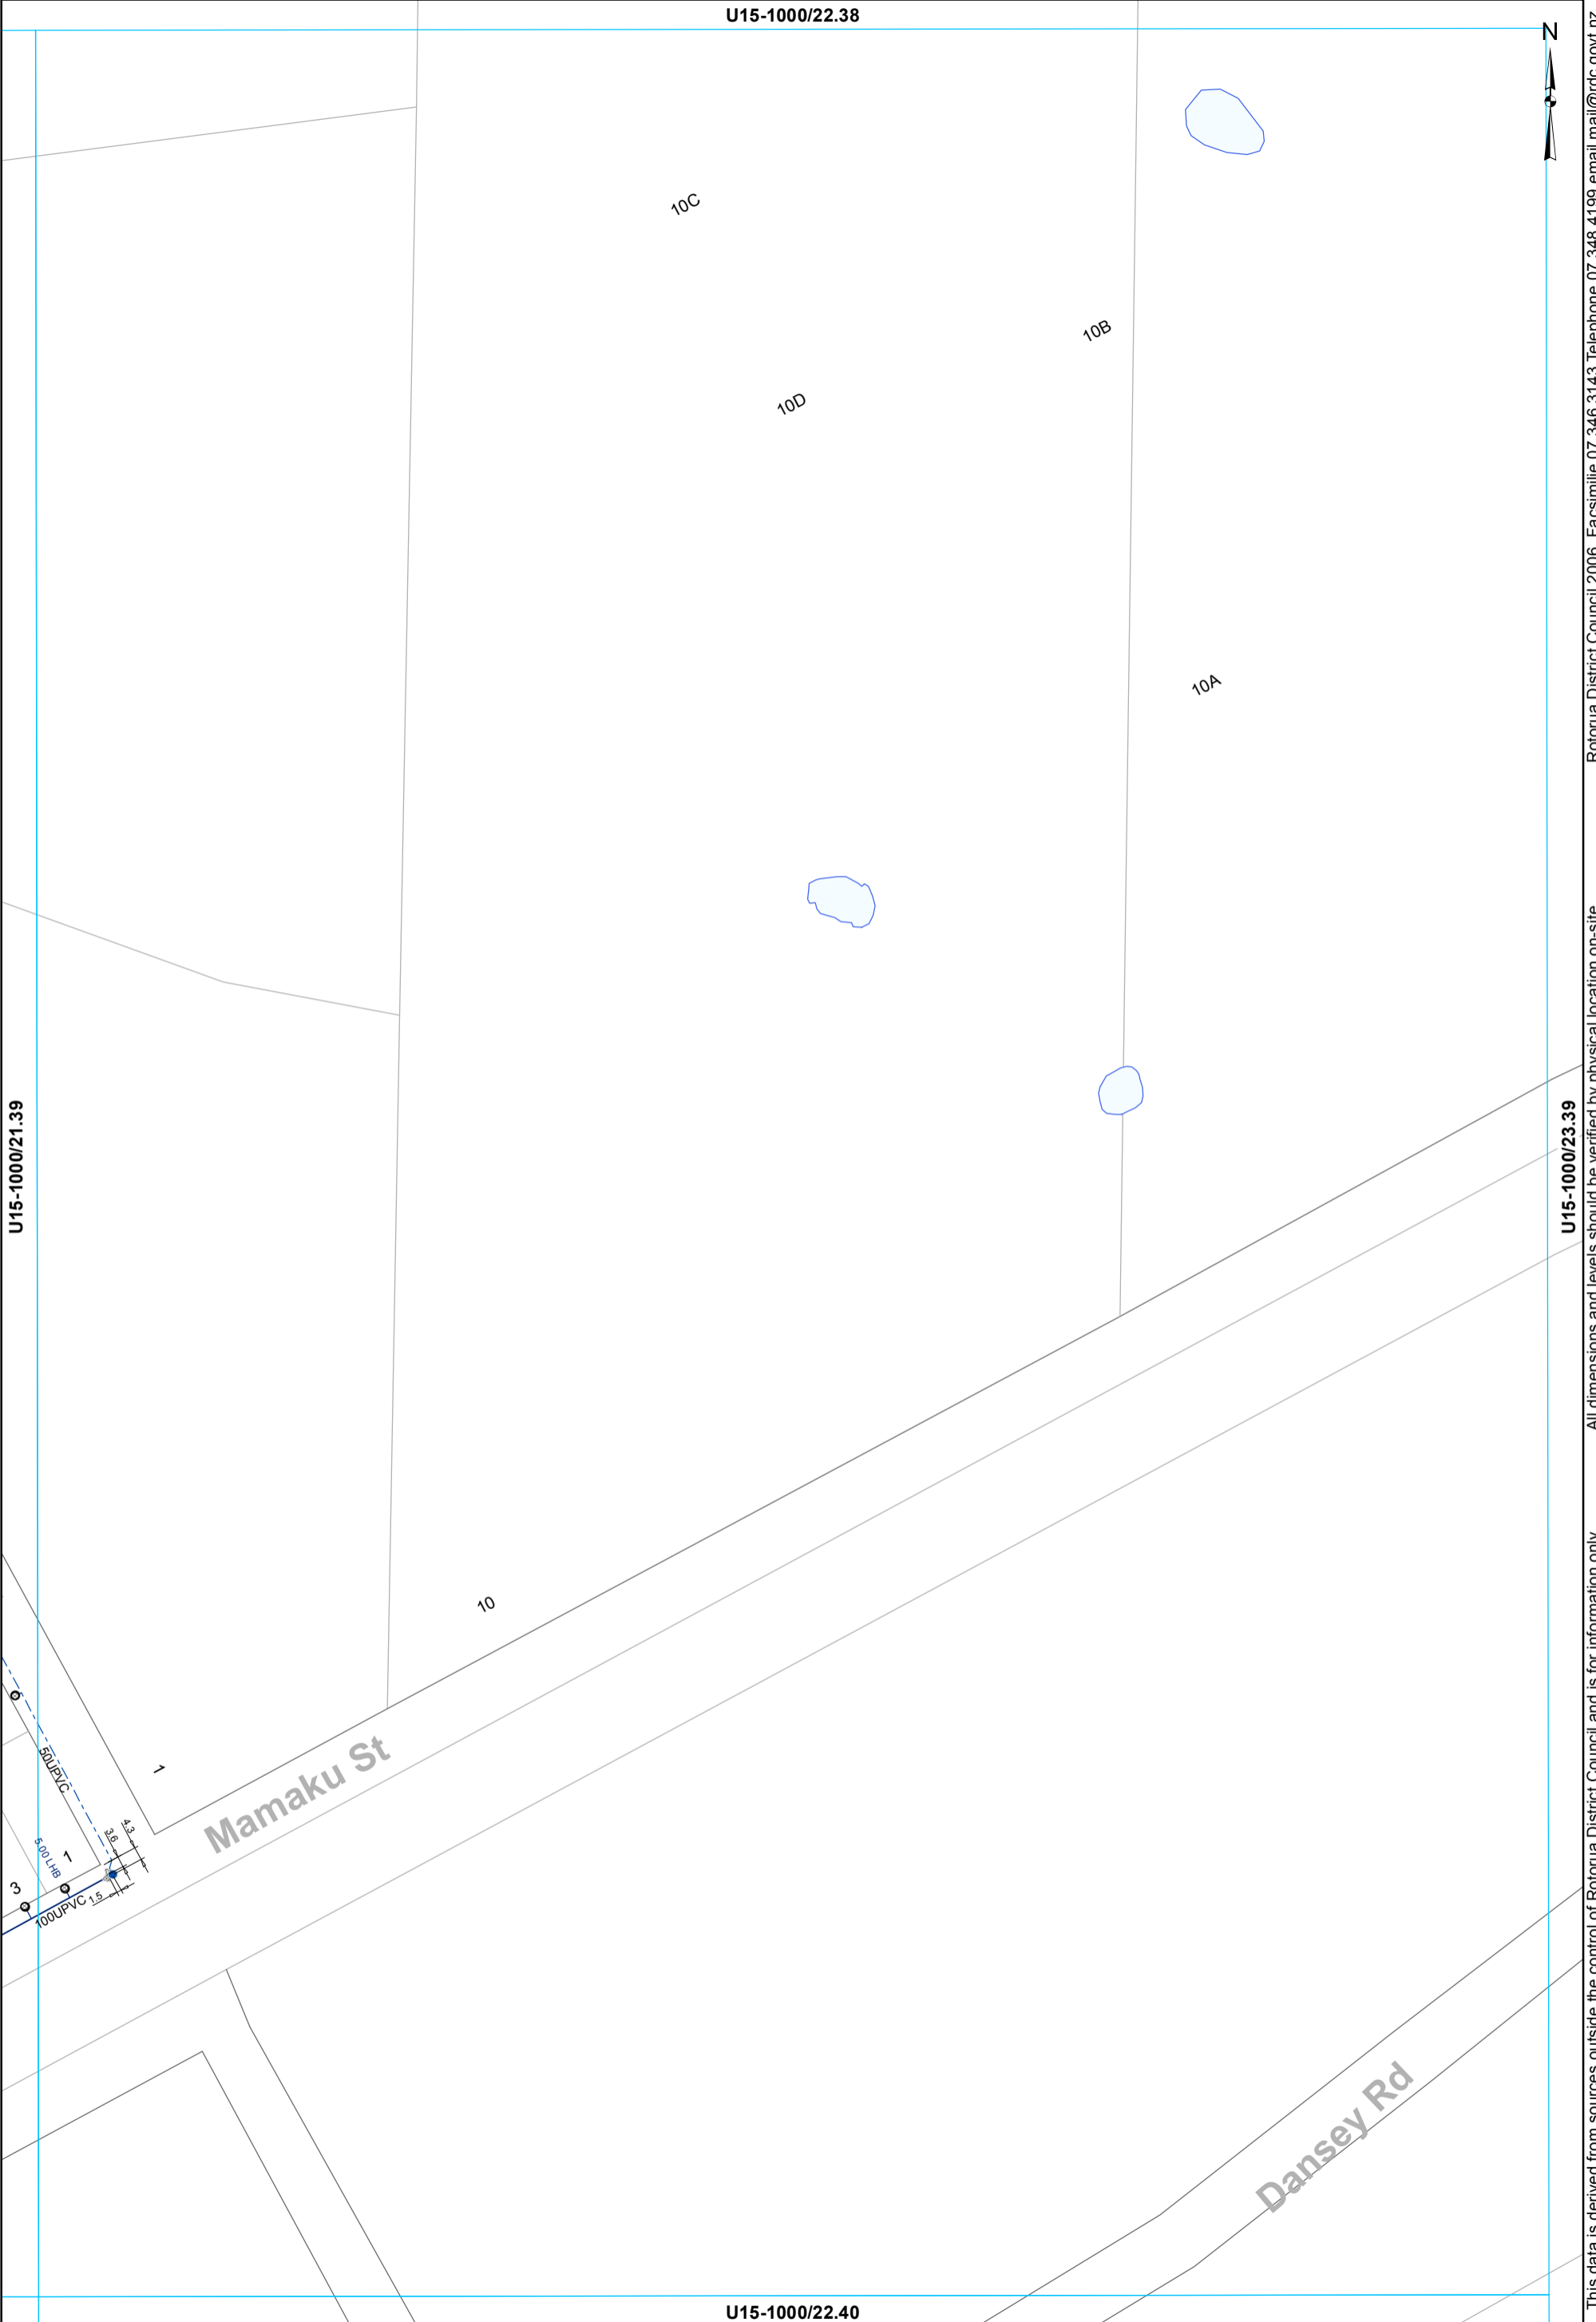 U15-1000/22.38
N
10C
10B
10D
10A
U15-1000/21.39
U15-1000/23.39
10
1
Mamaku St
50UPVC
4.3
3.6
5.00 LHB
1
3
1.5
100UPVC
Dansey Rd
U15-1000/22.40
This data is derived from sources outside the control of Rotorua District Council and is for information only
All dimensions and levels should be verified by physical location on-site
Rotorua District Council 2006 Facsimilie 07 346 3143 Telephone 07 348 4199 email mail@rdc.govt.nz